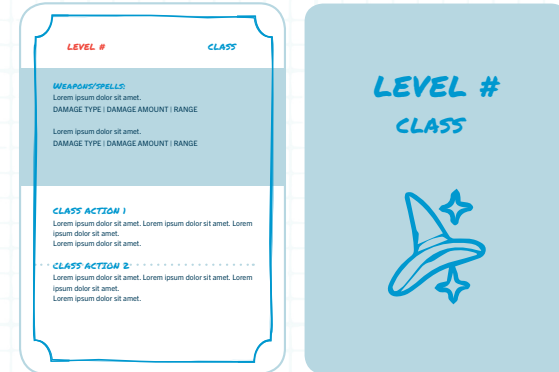 LEVEL #
CLASS
WEAPONS/SPELLS:
Lorem ipsum dolor sit amet.
DAMAGE TYPE | DAMAGE AMOUNT | RANGE
Lorem ipsum dolor sit amet.
DAMAGE TYPE | DAMAGE AMOUNT | RANGE
CLASS ACTION 1
Lorem ipsum dolor sit amet. Lorem ipsum dolor sit amet. Lorem
ipsum dolor sit amet.
Lorem ipsum dolor sit amet.
CLASS ACTION 2
Lorem ipsum dolor sit amet. Lorem ipsum dolor sit amet. Lorem
ipsum dolor sit amet.
Lorem ipsum dolor sit amet.
LEVEL #
CLASS